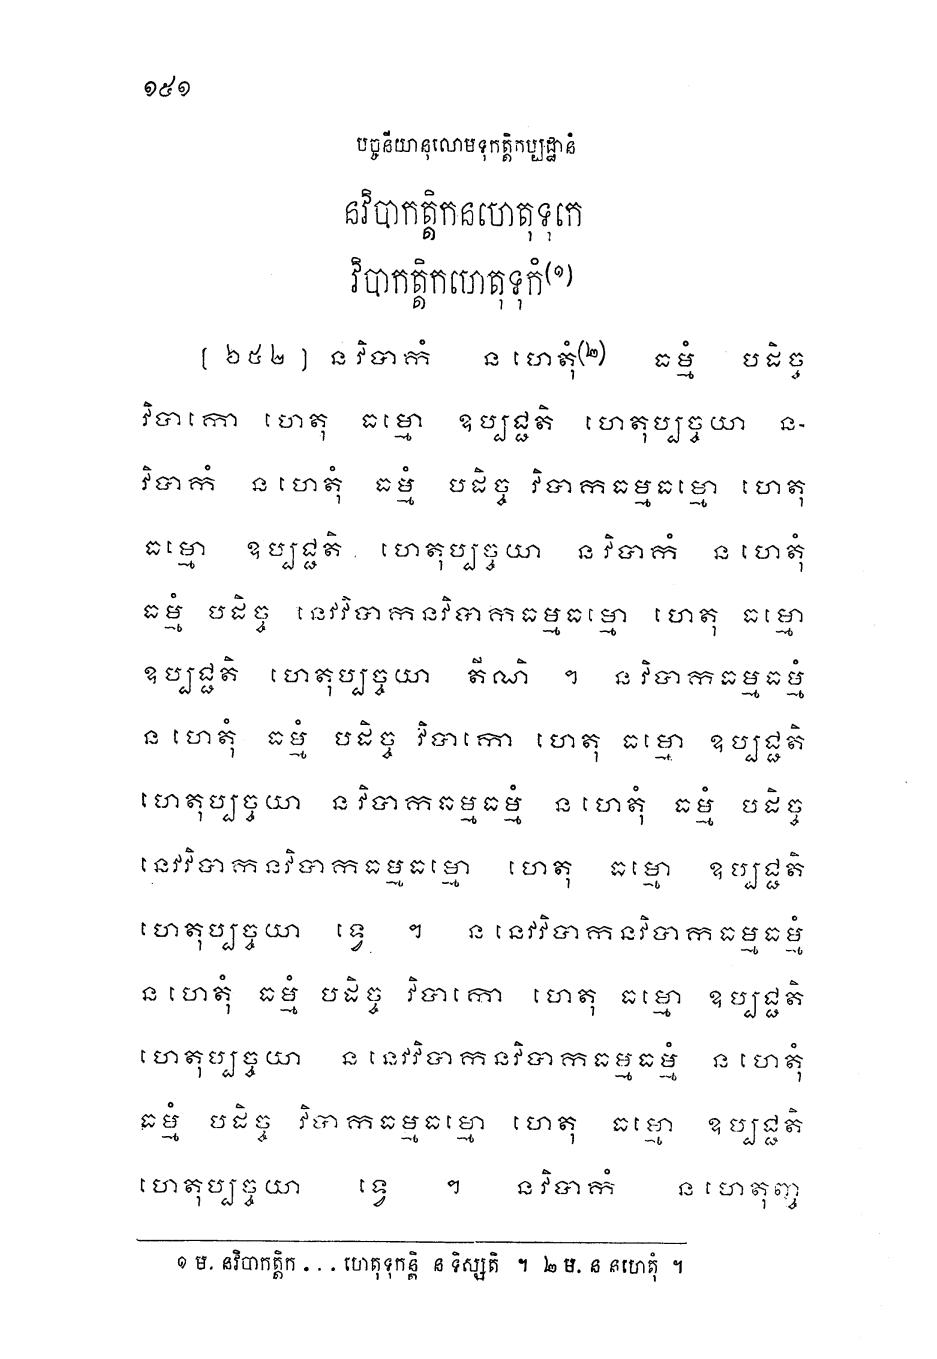 ១៥១
បច្ចនីយានុលោមទុកត្តិកប្បដ្ឋានំ
នវិបាកត្តិកនហេតុទុកេ
វិបាកត្តិកហេតុទុកំ(១)
[ ៦៥២ ] នវិបាកំ នហេតុំ(២) ធម្មំ បដិច្ច
វិបាកោ ហេតុ ធម្មោ ឧប្បជ្ជតិ ហេតុប្បច្ចយា ន-
វិបាកំ នហេតុំ ធម្មំ បដិច្ច វិបាកធម្មធម្មោ ហេតុ
ធម្មោ ឧប្បជ្ជតិ ហេតុប្បច្ចយា នវិបាកំ នហេតុំ
ធម្មំ បដិច្ច នេវវិបាកនវិបាកធម្មធម្មោ ហេតុ ធម្មោ
ឧប្បជ្ជតិ ហេតុប្បច្ចយា តីណិ ។ នវិបាកធម្មធម្មំ
នហេតុំ ធម្មំ បដិច្ច វិបាកោ ហេតុ ធម្មោ ឧប្បជ្ជតិ
ហេតុប្បច្ចយា នវិបាកធម្មធម្មំ នហេតុំ ធម្មំ បដិច្ច
នេវវិបាកនវិបាកធម្មធម្មោ ហេតុ ធម្មោ ឧប្បជ្ជតិ
ហេតុប្បច្ចយា ទ្វេ ។ ននេវវិបាកនវិបាកធម្មធម្មំ
នហេតុំ ធម្មំ បដិច្ច វិបាកោ ហេតុ ធម្មោ ឧប្បជ្ជតិ
ហេតុប្បច្ចយា ននេវវិបាកនវិបាកធម្មធម្មំ នហេតុំ
ធម្មំ បដិច្ច វិបាកធម្មធម្មោ ហេតុ ធម្មោ ឧប្បជ្ជតិ
ហេតុប្បច្ចយា ទ្វេ ។ នវិបាកំ នហេតុញ្ច
១ ម. នវិបាកត្តិក ... ហេតុទុកន្តិ ន ទិស្សតិ ។ ២ ម. ន នហេតុំ ។